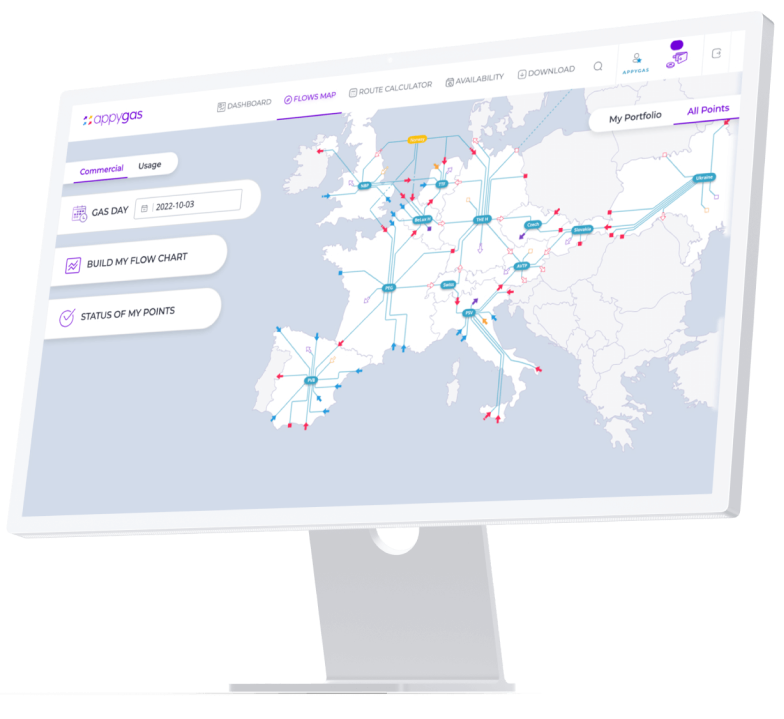 appygas
DASHBOARD
FLOWS MAP
ROUTE CALCULATOR
AVAILABILITY
DOWNLOAD
APPYGAS
My Portfolio
All Points
Commercial
Usage
GAS DAY
2022-10-03
BUILD MY FLOW CHART
STATUS OF MY POINTS
NBP
TTF
BeLux H
THE H
Czech
Slovakia
Ukraine
AVTP
PEG
Swiss
PSV